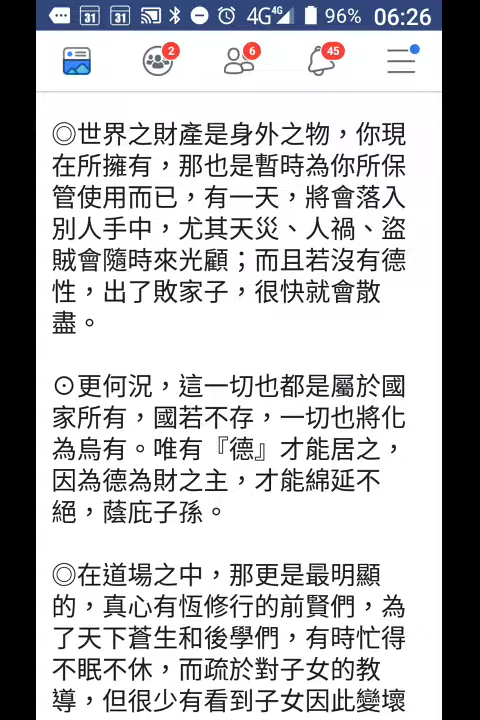 31 31 4G 4G 96% 06:26
2 6 45
◎世界之財產是身外之物，你現
在所擁有，那也是暫時為你所保
管使用而已，有一天，將會落入
別人手中，尤其天災、人禍、盜
賊會隨時來光顧；而且若沒有德
性，出了敗家子，很快就會散
盡。
⊙更何況，這一切也都是屬於國
家所有，國若不存，一切也將化
為烏有。唯有『德』才能居之，
因為德為財之主，才能綿延不
絕，蔭庇子孫。
◎在道場之中，那更是最明顯
的，真心有恆修行的前賢們，為
了天下蒼生和後學們，有時忙得
不眠不休，而疏於對子女的教
導，但很少有看到子女因此變壞